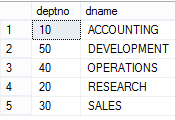 deptno dname
1 10 ACCOUNTING
2 50 DEVELOPMENT
3 40 OPERATIONS
4 20 RESEARCH
5 30 SALES